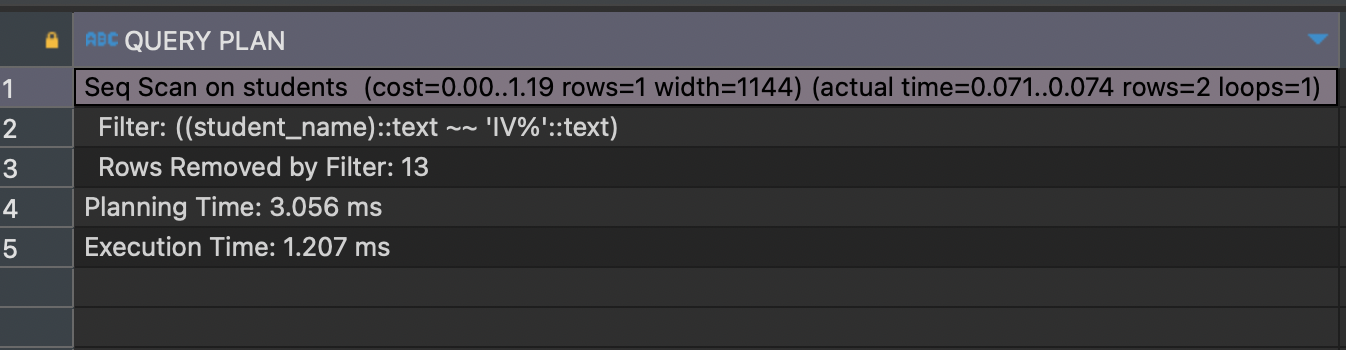 ABC QUERY PLAN
1 Seq Scan on students (cost=0.00..1.19 rows=1 width=1144) (actual time=0.071..0.074 rows=2 loops=1)
2 Filter: ((student_name)::text ~~ 'IV%'::text)
3 Rows Removed by Filter: 13
4 Planning Time: 3.056 ms
5 Execution Time: 1.207 ms